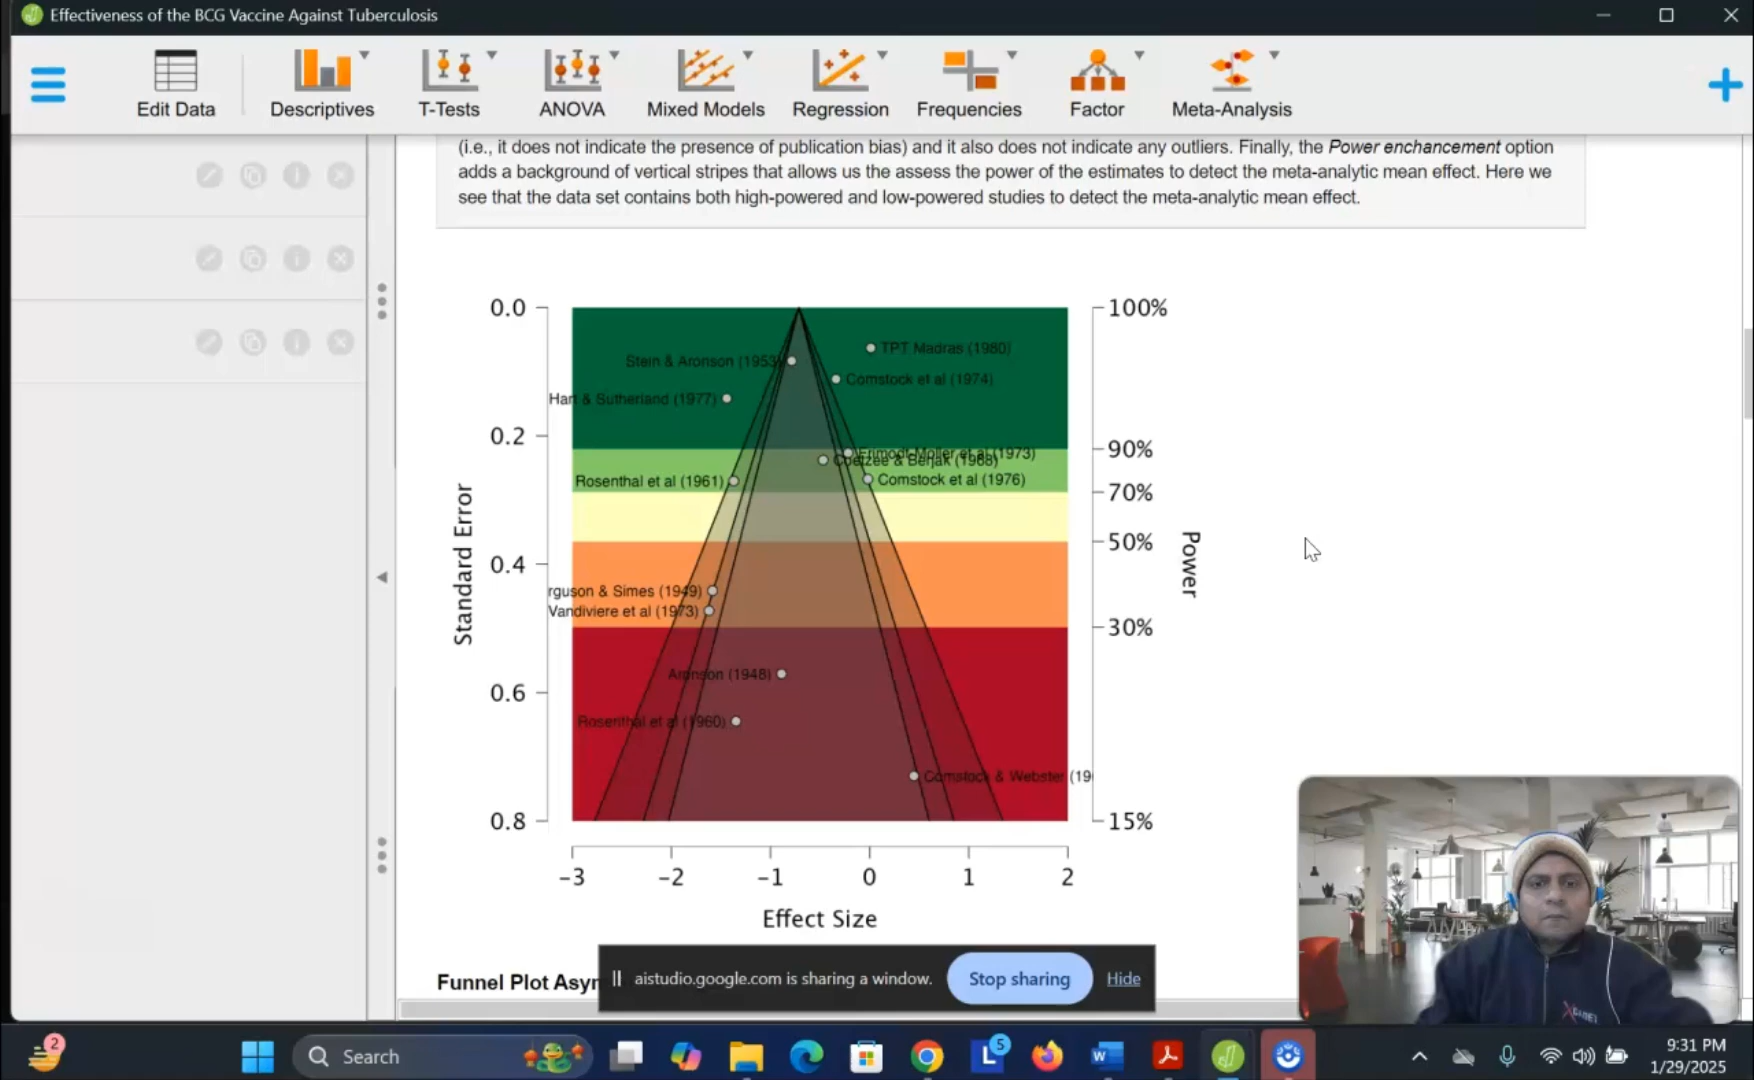 Effectiveness of the BCG Vaccine Against Tuberculosis
Edit Data
Descriptives
T-Tests
ANOVA
Mixed Models
Regression
Frequencies
Factor
Meta-Analysis
(i.e., it does not indicate the presence of publication bias) and it also does not indicate any outliers. Finally, the Power enchancement option
adds a background of vertical stripes that allows us the assess the power of the estimates to detect the meta-analytic mean effect. Here we
see that the data set contains both high-powered and low-powered studies to detect the meta-analytic mean effect.
0.0
100%
TPT Madras (1980)
Stein & Aronson (1953)
Comstock et al (1974)
Hart & Sutherland (1977)
0.2
90%
Coetzee & Berjak (1968)
Rosenthal et al (1961)
Comstock et al (1976)
70%
Standard Error
50%
Power
0.4
rguson & Simes (1949)
Vandiviere et al (1973)
30%
Aronson (1948)
0.6
Rosenthal et al (1960)
Comstock & Webster (19
0.8
15%
-3 -2 -1 0 1 2
Effect Size
Funnel Plot Asy
aistudio.google.com is sharing a window.
Stop sharing
Hide
2
Search
5
9:31 PM
1/29/2025